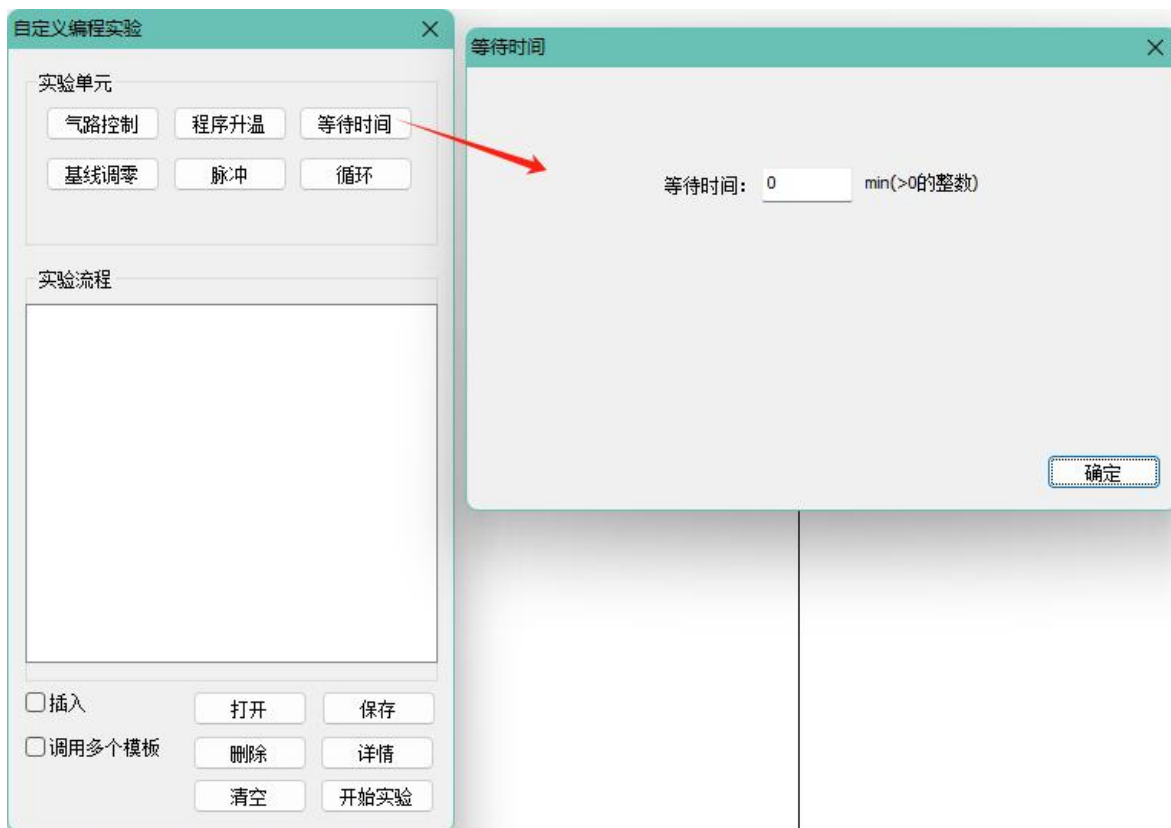 自定义编程实验
实验单元
气路控制 程序升温 等待时间
基线调零 脉冲 循环
实验流程
插入 打开 保存
调用多个模板 删除 详情
清空 开始实验
等待时间
等待时间: 0 min(>0的整数)
确定